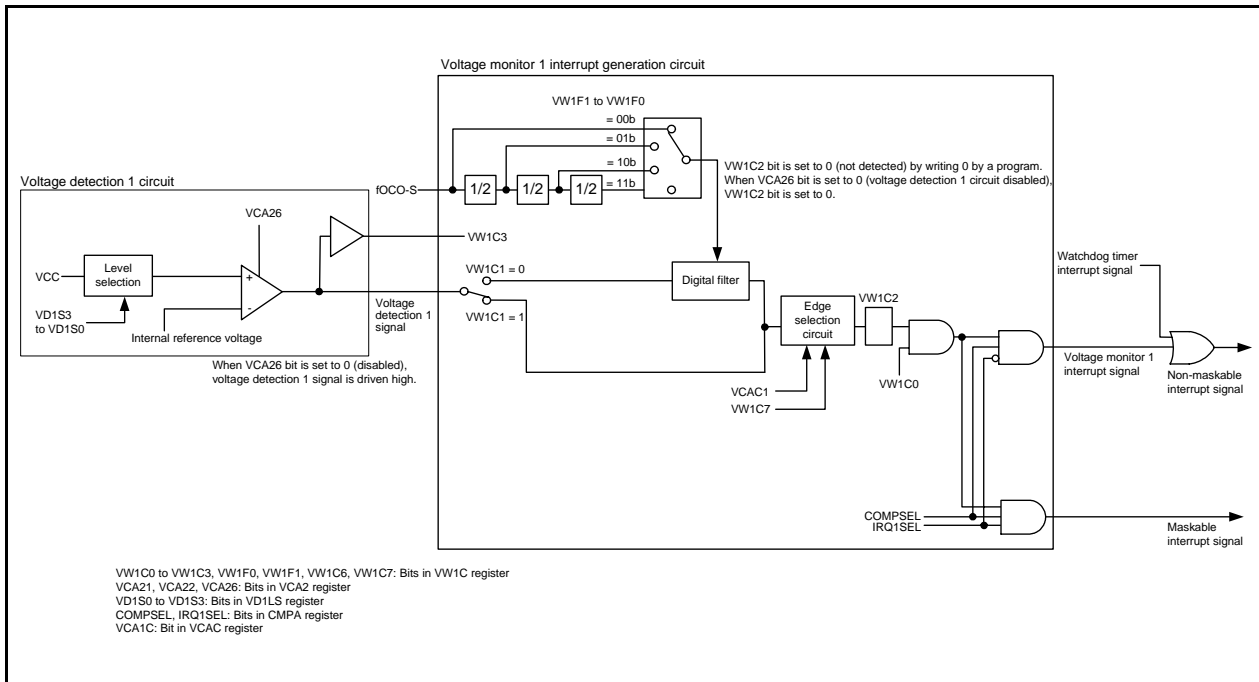 Voltage monitor 1 interrupt generation circuit
VW1F1 to VW1F0
= 00b
= 01b
= 10b
= 11b
fOCO-S
1/2
1/2
1/2
VW1C2 bit is set to 0 (not detected) by writing 0 by a program.
When VCA26 bit is set to 0 (voltage detection 1 circuit disabled),
VW1C2 bit is set to 0.
Voltage detection 1 circuit
VCA26
VW1C3
VCC
Level
selection
+
-
VD1S3
to VD1S0
Internal reference voltage
Voltage
detection 1
signal
When VCA26 bit is set to 0 (disabled),
voltage detection 1 signal is driven high.
VW1C1 = 0
VW1C1 = 1
Digital filter
Edge
selection
circuit
VW1C2
VCAC1
VW1C7
VW1C0
Watchdog timer
interrupt signal
Voltage monitor 1
interrupt signal
Non-maskable
interrupt signal
COMPSEL
IRQ1SEL
Maskable
interrupt signal
VW1C0 to VW1C3, VW1F0, VW1F1, VW1C6, VW1C7: Bits in VW1C register
VCA21, VCA22, VCA26: Bits in VCA2 register
VD1S0 to VD1S3: Bits in VD1LS register
COMPSEL, IRQ1SEL: Bits in CMPA register
VCA1C: Bit in VCAC register